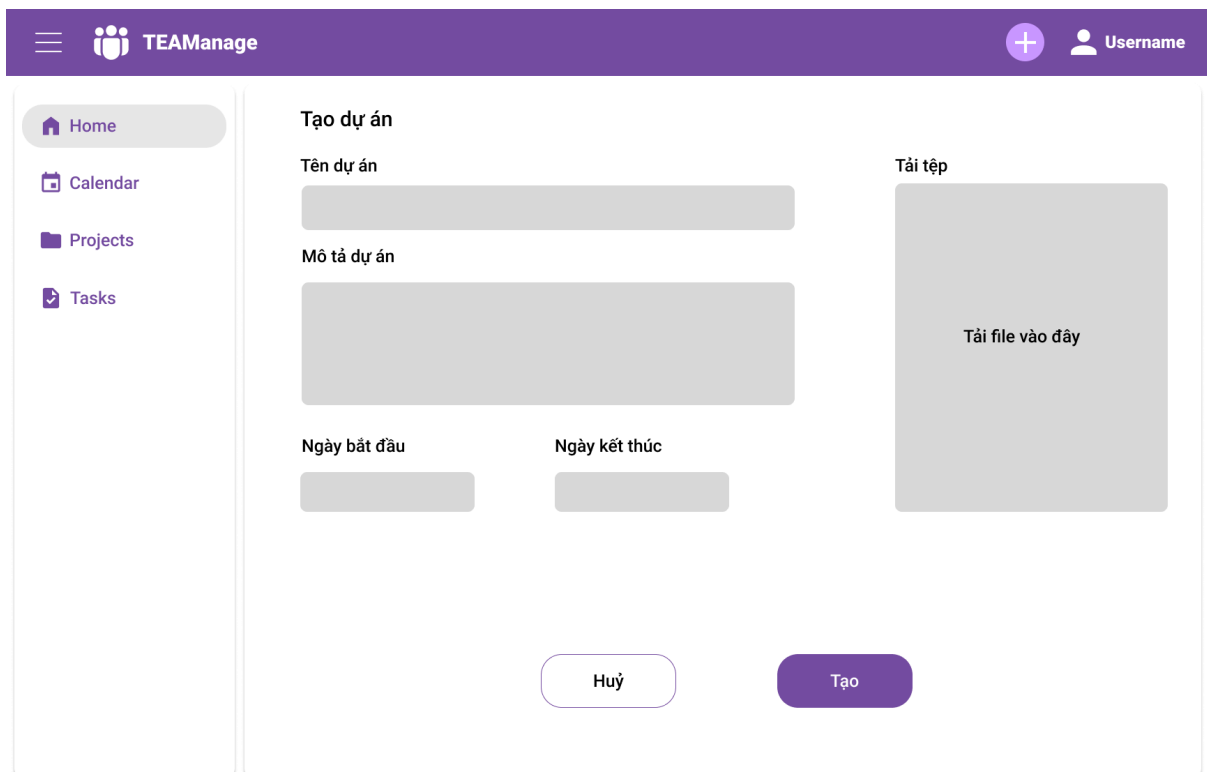 TEAManage
Username
Home
Calendar
Projects
Tasks
Tạo dự án
Tên dự án
Tải tệp
Mô tả dự án
Tải file vào đây
Ngày bắt đầu
Ngày kết thúc
Huỷ
Tạo